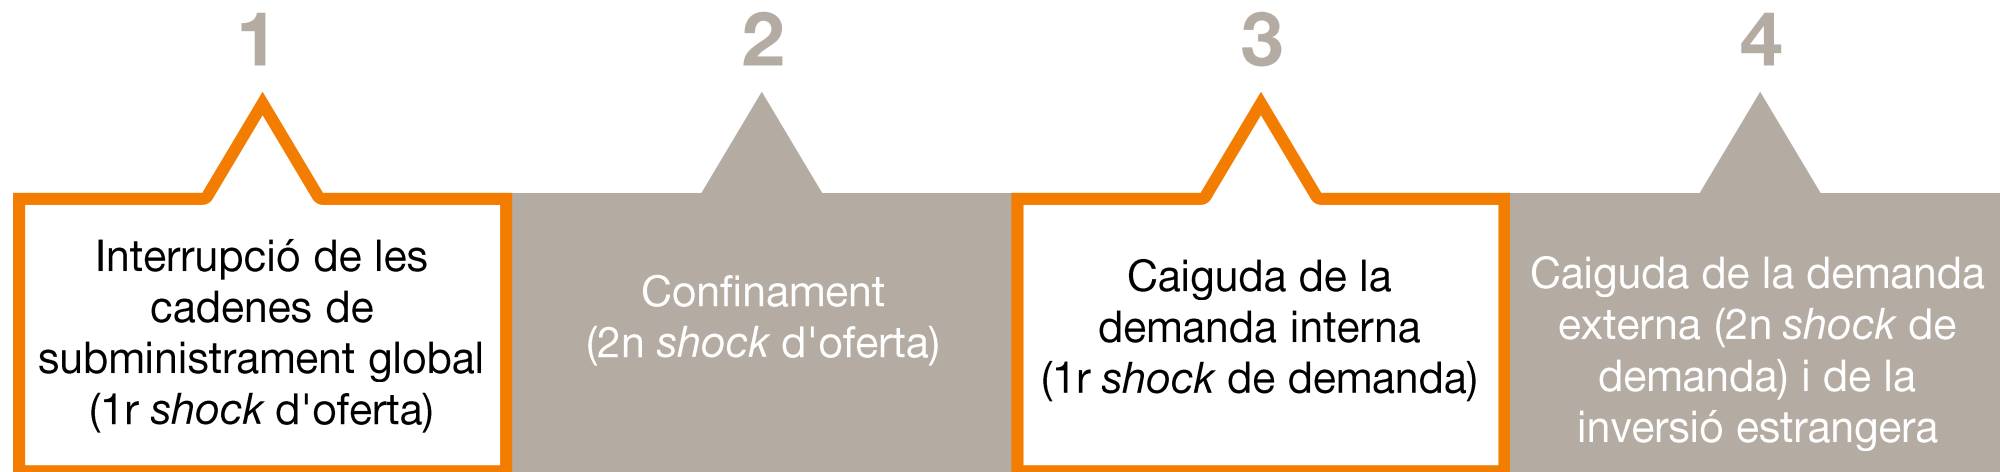 1
Interrupció de les
cadenes de
subministrament global
(1r shock d'oferta)
2
Confinament
(2n shock d'oferta)
3
Caiguda de la
demanda interna
(1r shock de demanda)
4
Caiguda de la demanda
externa (2n shock de
demanda) i de la
inversió estrangera